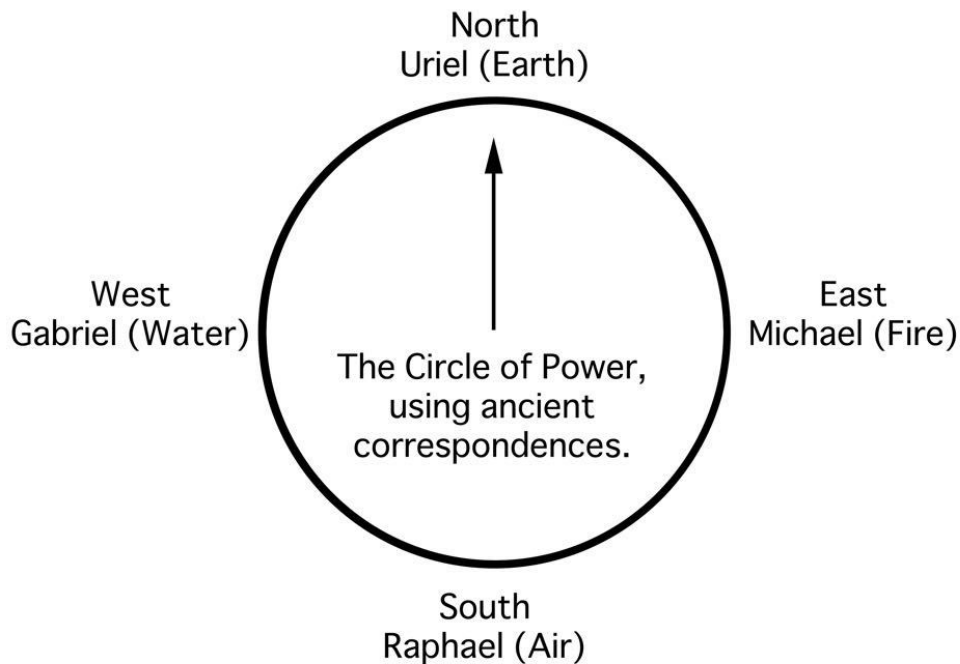 North
Uriel (Earth)
West
Gabriel (Water)
East
Michael (Fire)
The Circle of Power,
using ancient
correspondences.
South
Raphael (Air)